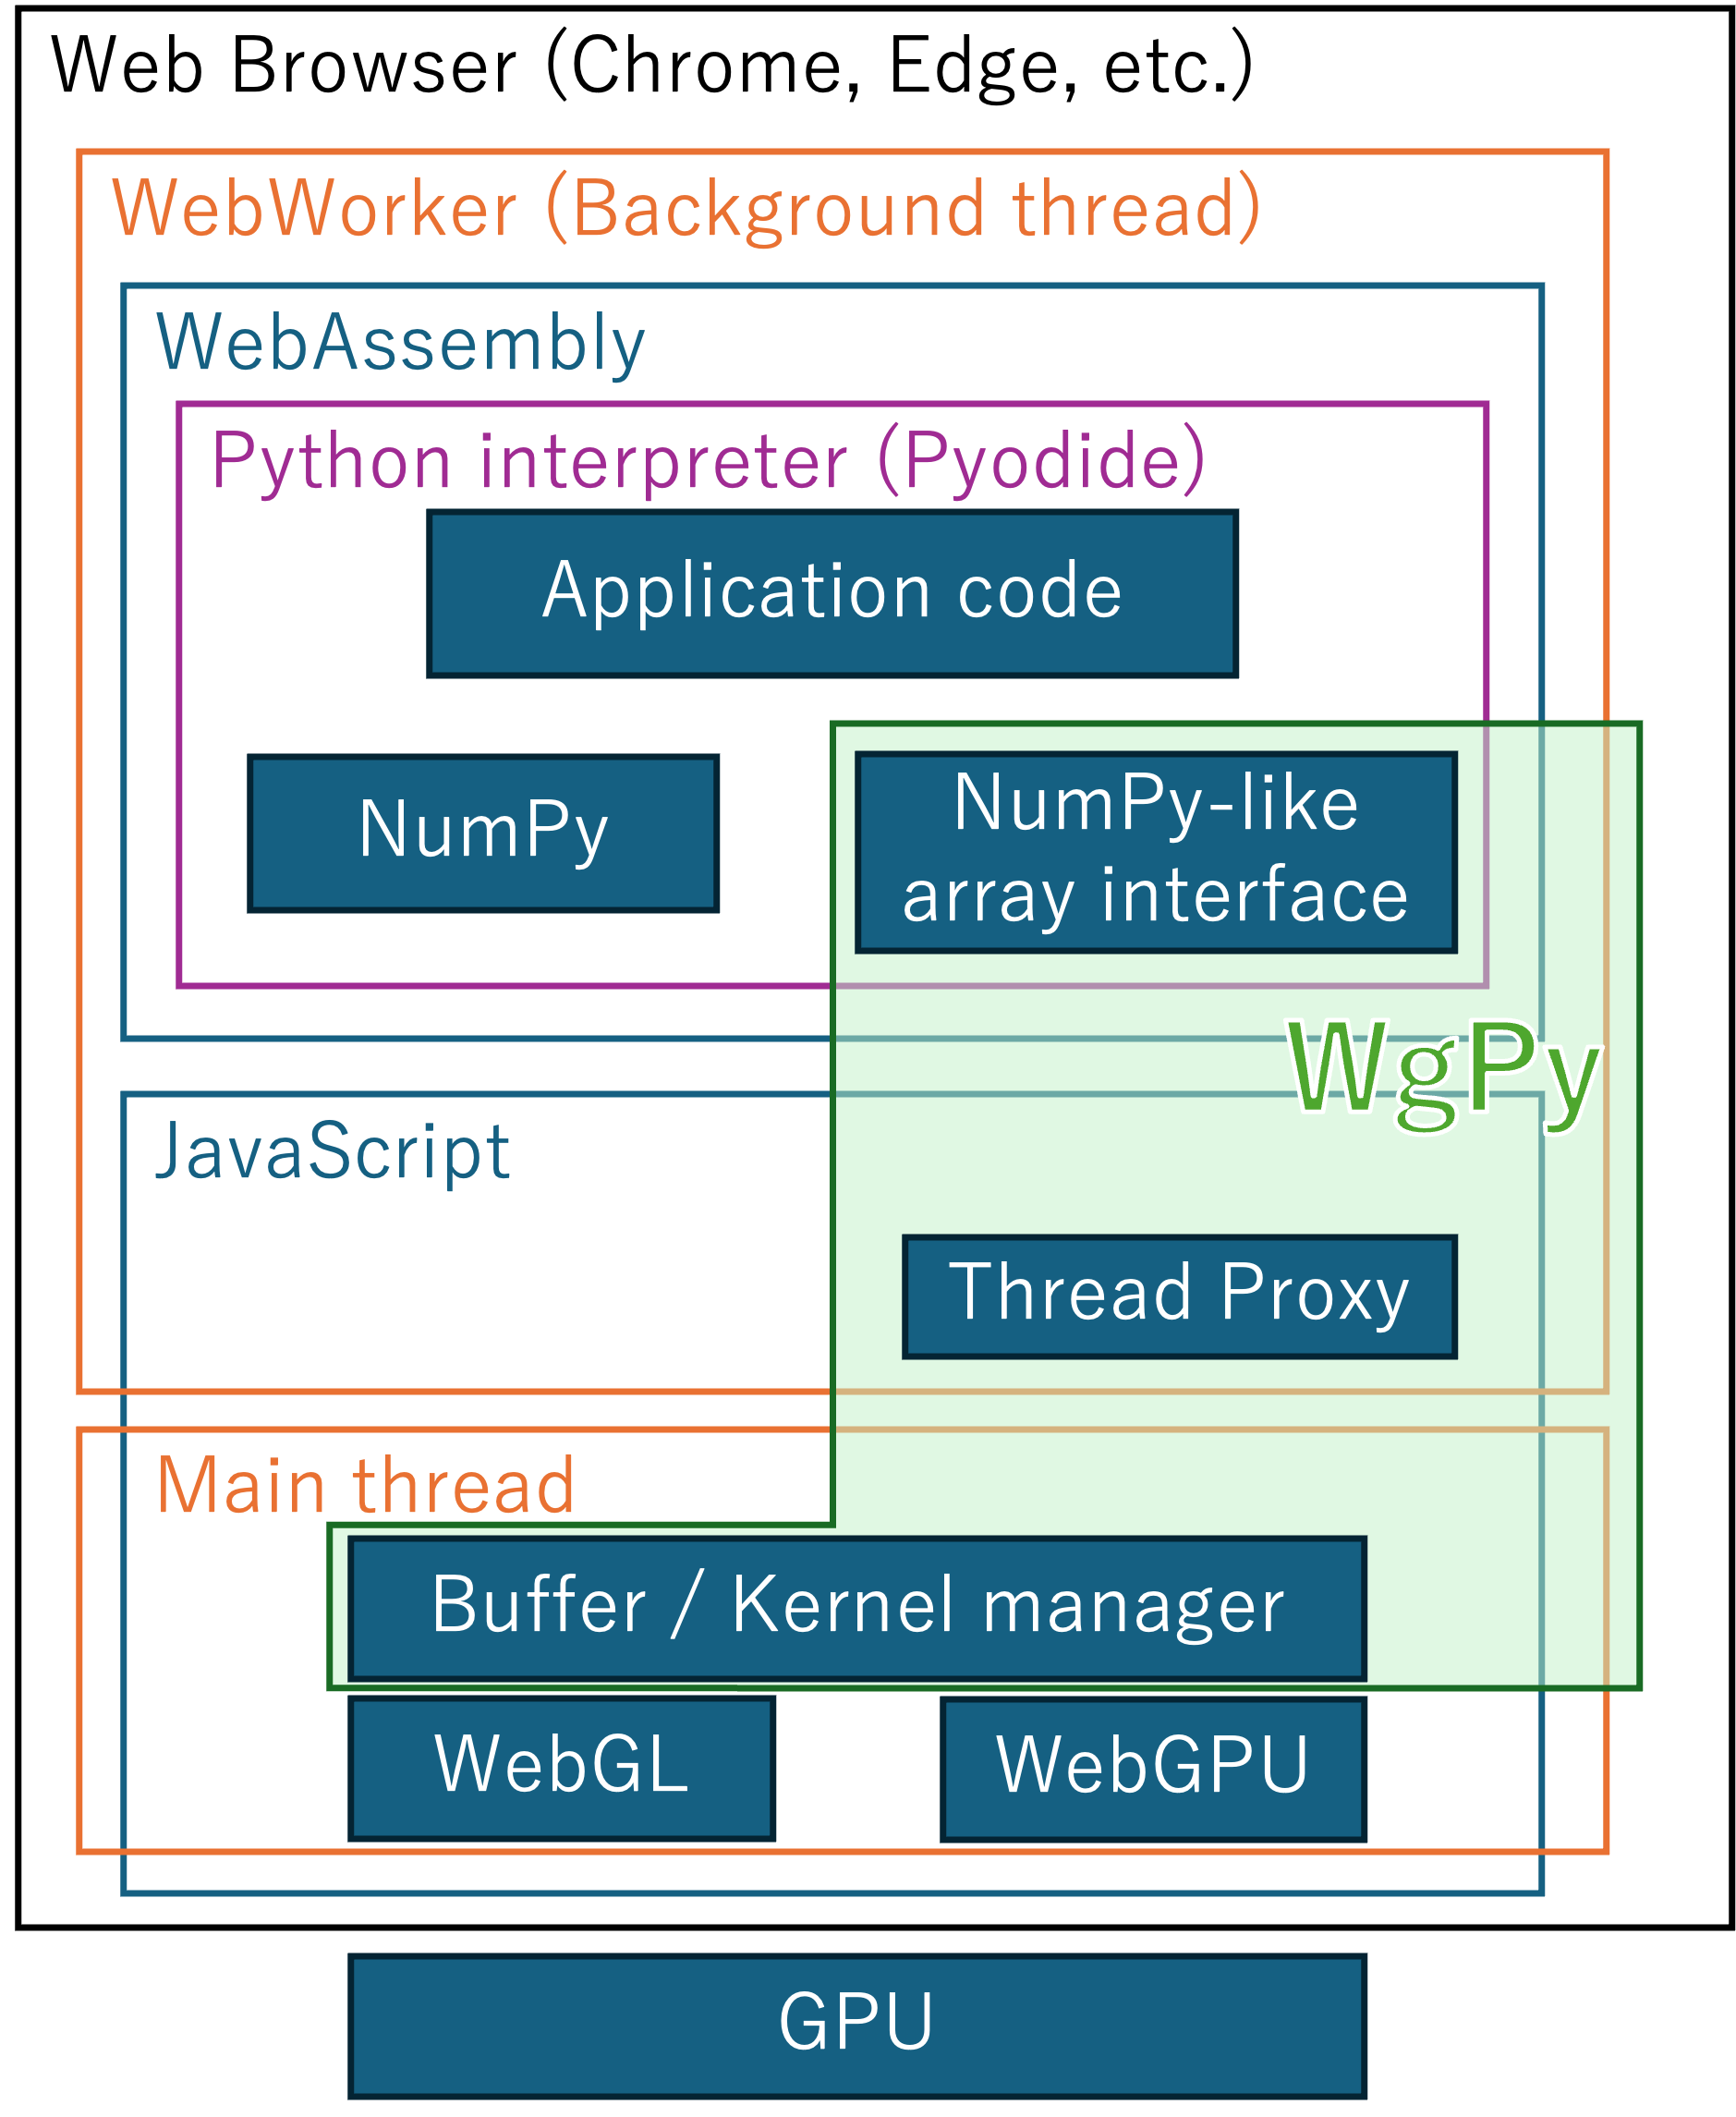 Web Browser (Chrome, Edge, etc.)
WebWorker (Background thread)
WebAssembly
Python interpreter (Pyodide)
Application code
NumPy
NumPy-like
array interface
WgPy
JavaScript
Thread Proxy
Main thread
Buffer / Kernel manager
WebGL
WebGPU
GPU